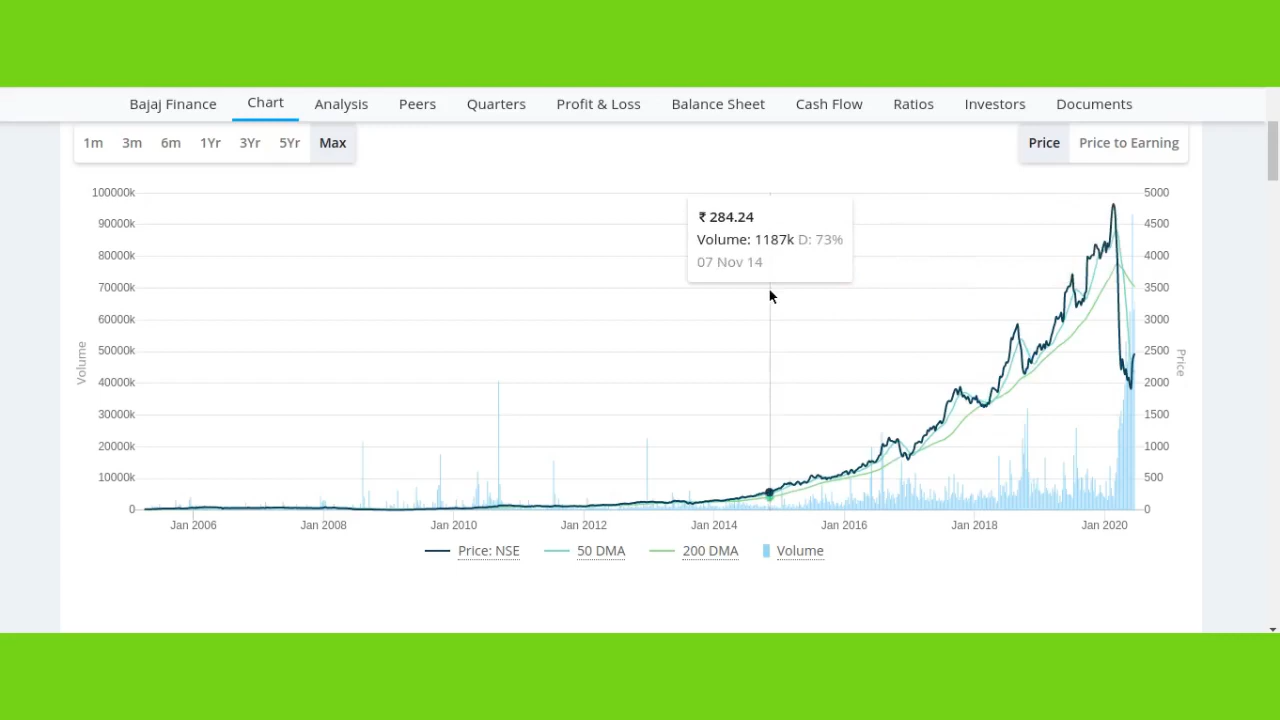 Bajaj Finance Chart Analysis Peers Quarters Profit & Loss Balance Sheet Cash Flow Ratios Investors Documents
1m 3m 6m 1Yr 3Yr 5Yr Max Price Price to Earning
100000k 5000
₹ 284.24
90000k 4500
Volume: 1187k D: 73%
80000k 4000
07 Nov 14
70000k 3500
60000k 3000
50000k 2500
Volume Price
40000k 2000
30000k 1500
20000k 1000
10000k 500
0 0
Jan 2006 Jan 2008 Jan 2010 Jan 2012 Jan 2014 Jan 2016 Jan 2018 Jan 2020
Price: NSE 50 DMA 200 DMA Volume